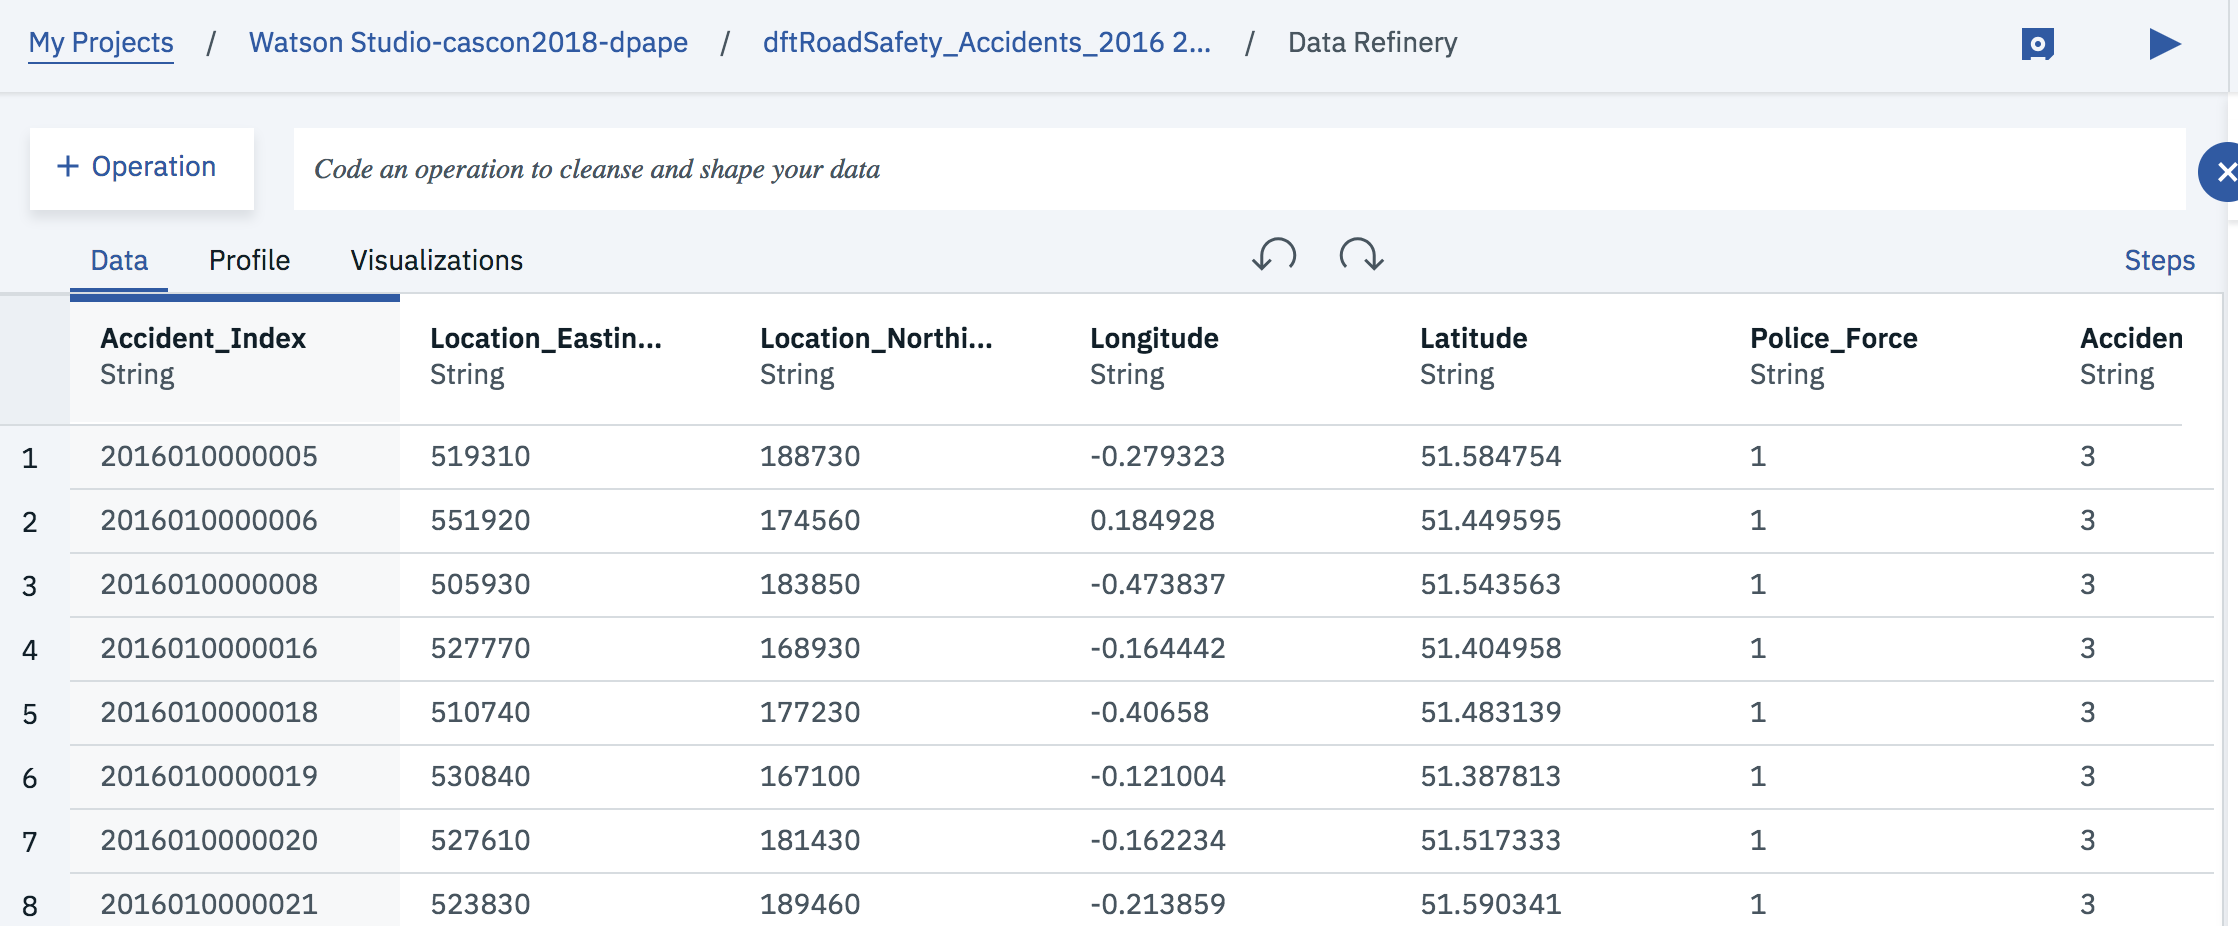 My Projects / Watson Studio-cascon2018-dpape / dftRoadSafety_Accidents_2016 2... / Data Refinery
+ Operation Code an operation to cleanse and shape your data
Data Profile Visualizations Steps
Accident_Index Location_Eastin... Location_Northi... Longitude Latitude Police_Force Acciden
String String String String String String String
1 2016010000005 519310 188730 -0.279323 51.584754 1 3
2 2016010000006 551920 174560 0.184928 51.449595 1 3
3 2016010000008 505930 183850 -0.473837 51.543563 1 3
4 2016010000016 527770 168930 -0.164442 51.404958 1 3
5 2016010000018 510740 177230 -0.40658 51.483139 1 3
6 2016010000019 530840 167100 -0.121004 51.387813 1 3
7 2016010000020 527610 181430 -0.162234 51.517333 1 3
8 2016010000021 523830 189460 -0.213859 51.590341 1 3